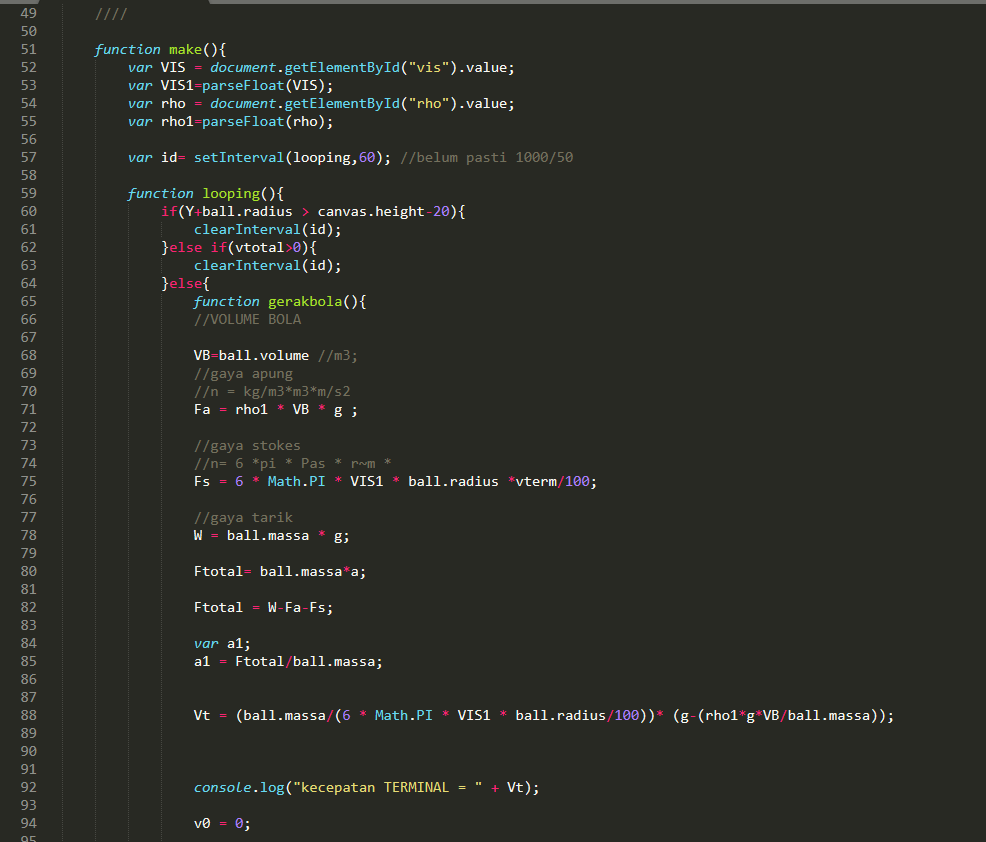 49 ////
50
51 function make(){
52 var VIS = document.getElementById("vis").value;
53 var VIS1=parseFloat(VIS);
54 var rho = document.getElementById("rho").value;
55 var rho1=parseFloat(rho);
56
57 var id= setInterval(looping,60); //belum pasti 1000/50
58
59 function looping(){
60 if(Y+ball.radius > canvas.height-20){
61 clearInterval(id);
62 }else if(vtotal>0){
63 clearInterval(id);
64 }else{
65 function gerakbola(){
66 //VOLUME BOLA
67
68 VB=ball.volume //m3;
69 //gaya apung
70 //n = kg/m3*m3*m/s2
71 Fa = rho1 * VB * g ;
72
73 //gaya stokes
74 //n= 6 *pi * Pas * r~m *
75 Fs = 6 * Math.PI * VIS1 * ball.radius *vterm/100;
76
77 //gaya tarik
78 W = ball.massa * g;
79
80 Ftotal= ball.massa*a;
81
82 Ftotal = W-Fa-Fs;
83
84 var a1;
85 a1 = Ftotal/ball.massa;
86
87
88 Vt = (ball.massa/(6 * Math.PI * VIS1 * ball.radius/100))* (g-(rho1*g*VB/ball.massa));
89
90
91
92 console.log("kecepatan TERMINAL = " + Vt);
93
94 v0 = 0;
95